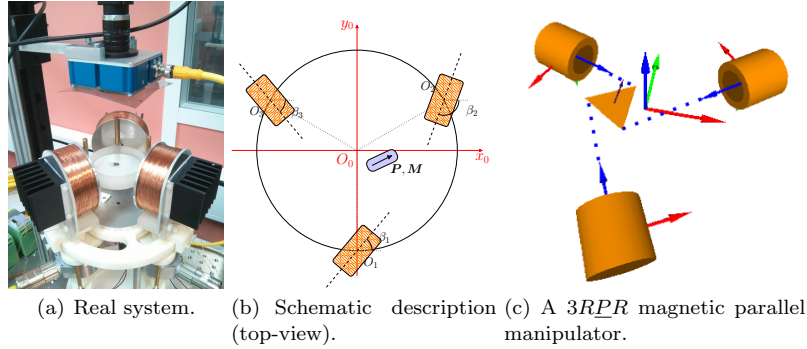 y₀
O₂
β₂
O₃
β₃
O₀
x₀
P, M
β₁
O₁
(a) Real system.
(b) Schematic description (top-view).
(c) A 3RPR magnetic parallel manipulator.